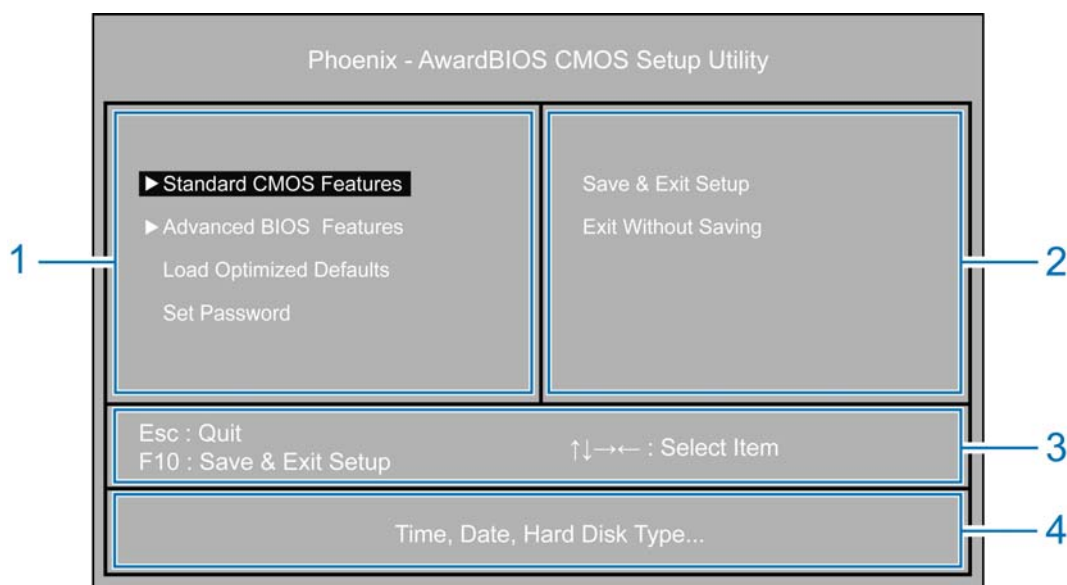 Phoenix - AwardBIOS CMOS Setup Utility
▶Standard CMOS Features
▶Advanced BIOS Features
Load Optimized Defaults
Set Password
Save & Exit Setup
Exit Without Saving
1
2
Esc : Quit
F10 : Save & Exit Setup
↑↓→← : Select Item
3
Time, Date, Hard Disk Type...
4